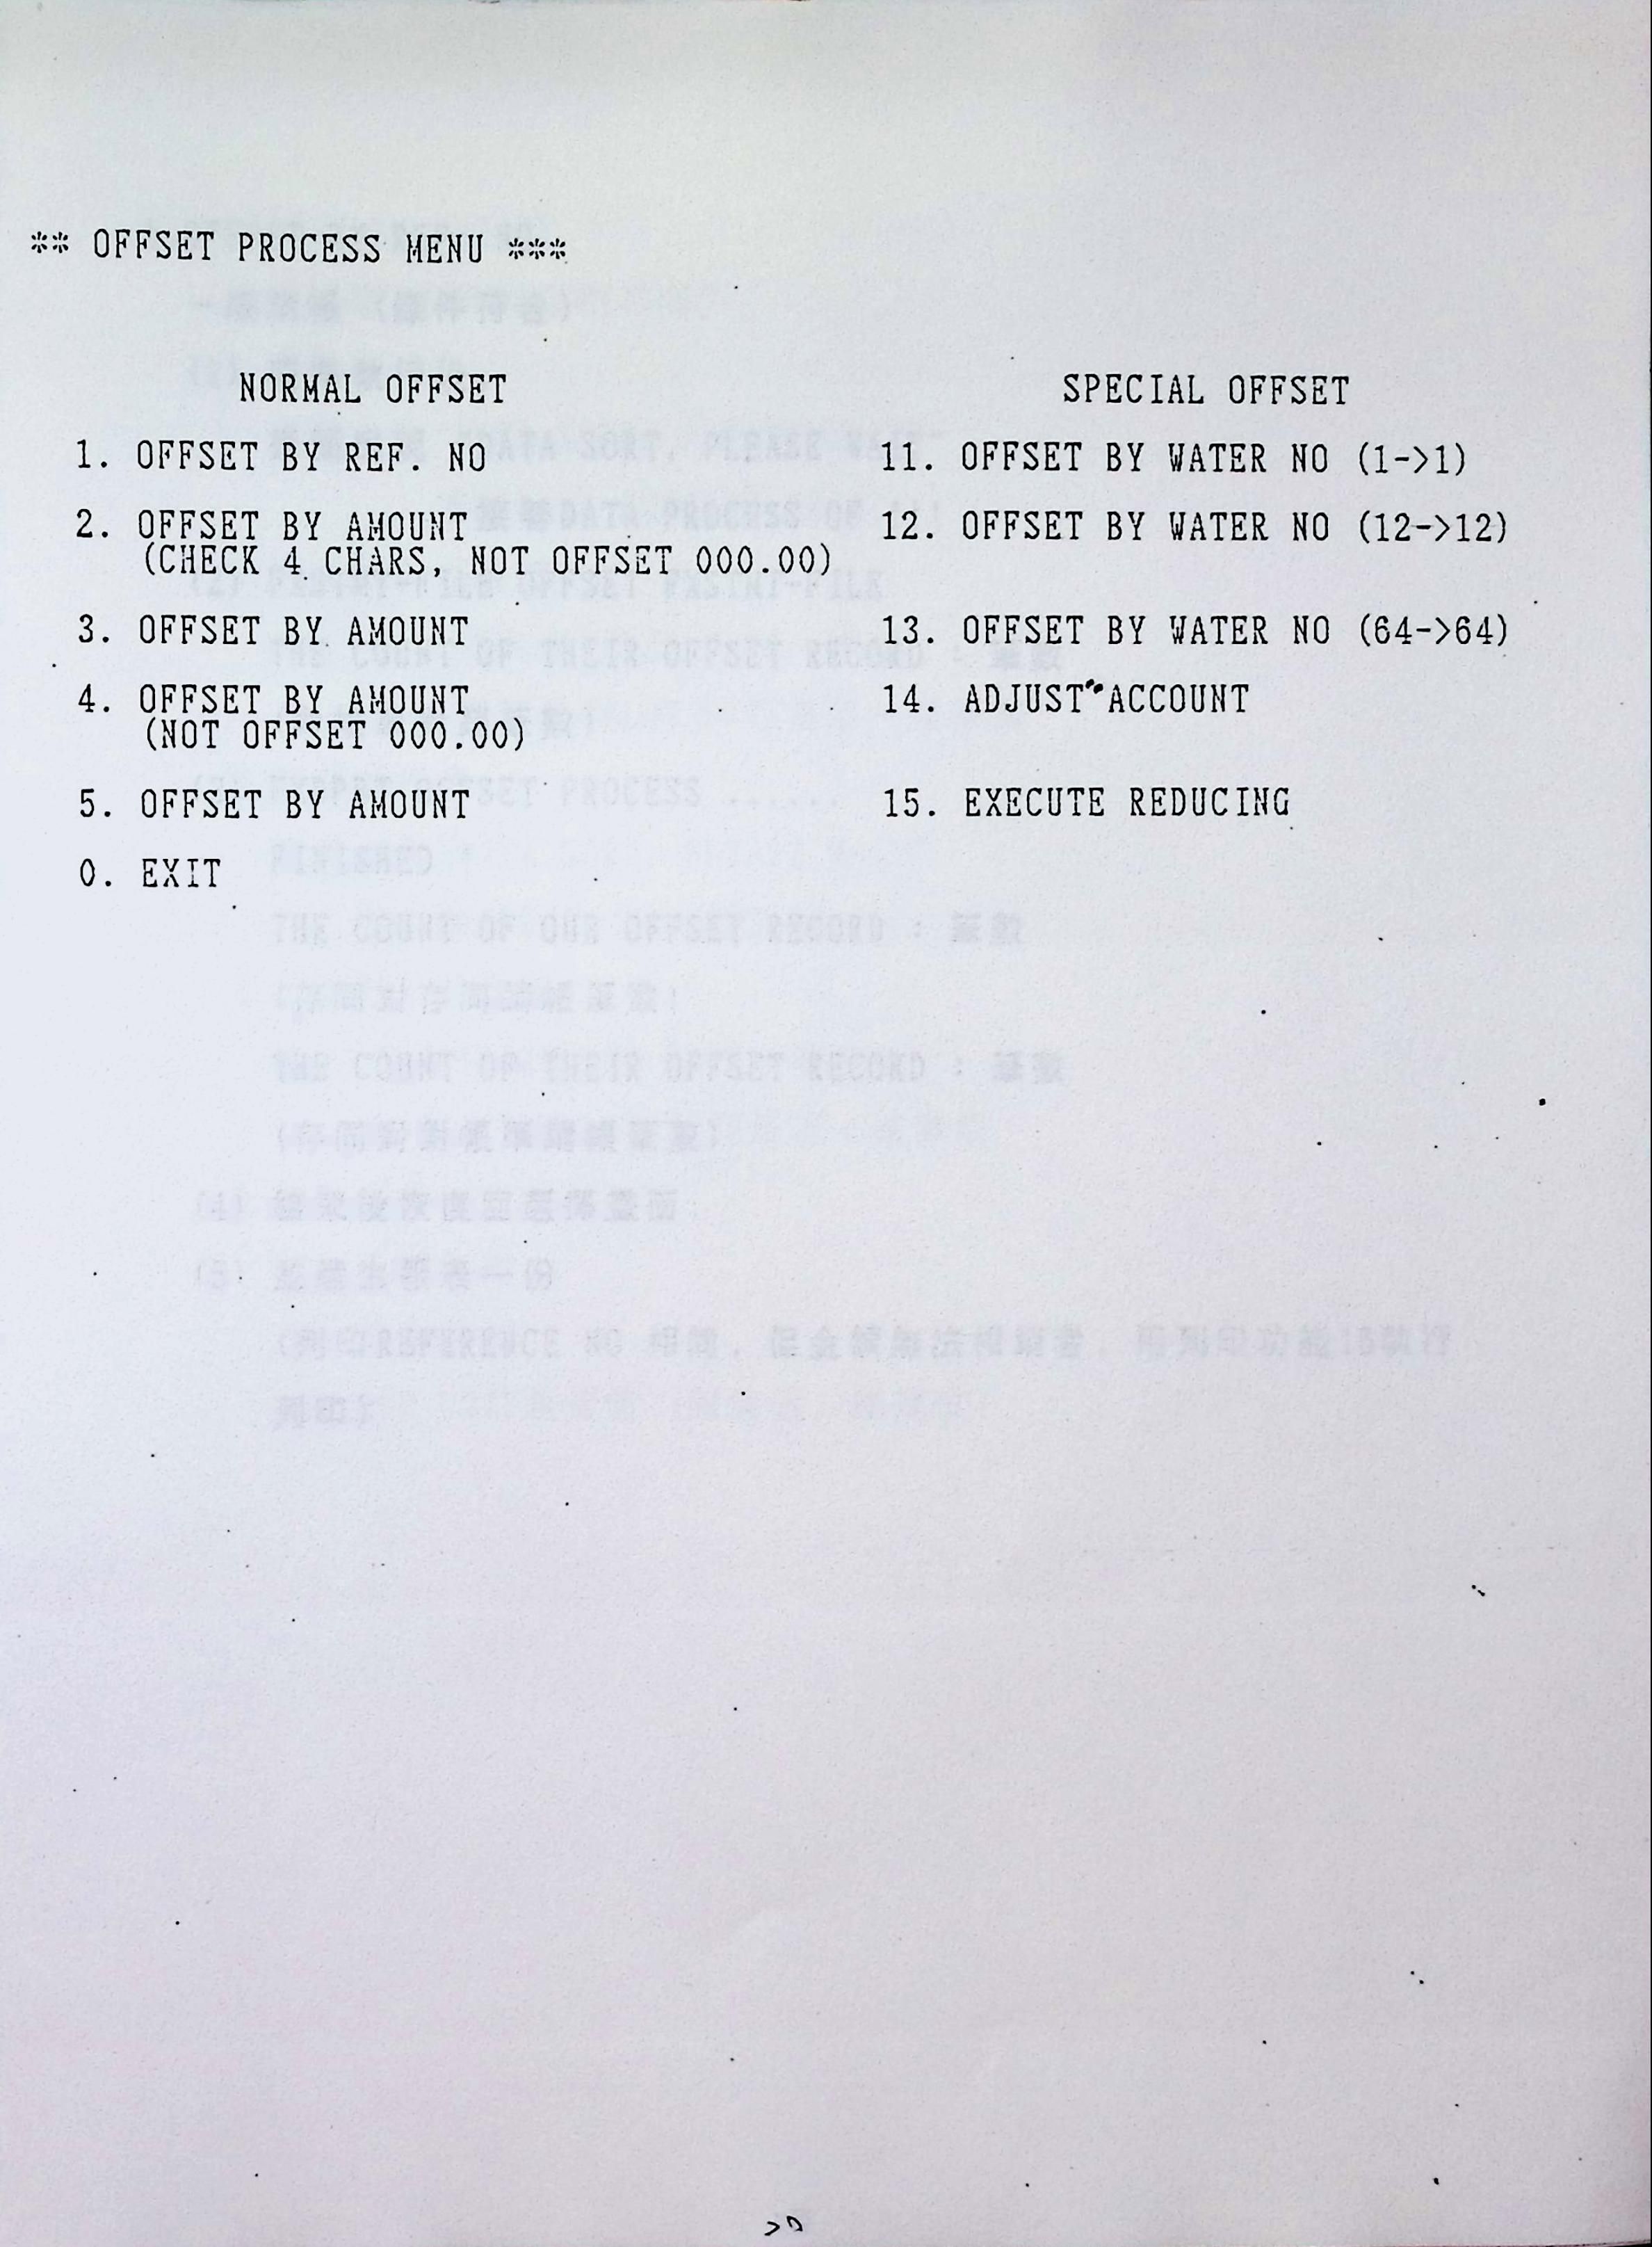 ** OFFSET PROCESS MENU ***
NORMAL OFFSET
1. OFFSET BY REF. NO
2. OFFSET BY AMOUNT
(CHECK 4 CHARS, NOT OFFSET 000.00)
3. OFFSET BY AMOUNT
4. OFFSET BY AMOUNT
(NOT OFFSET 000.00)
5. OFFSET BY AMOUNT
0. EXIT
SPECIAL OFFSET
11. OFFSET BY WATER NO (1->1)
12. OFFSET BY WATER NO (12->12)
13. OFFSET BY WATER NO (64->64)
14. ADJUST ACCOUNT
15. EXECUTE REDUCING